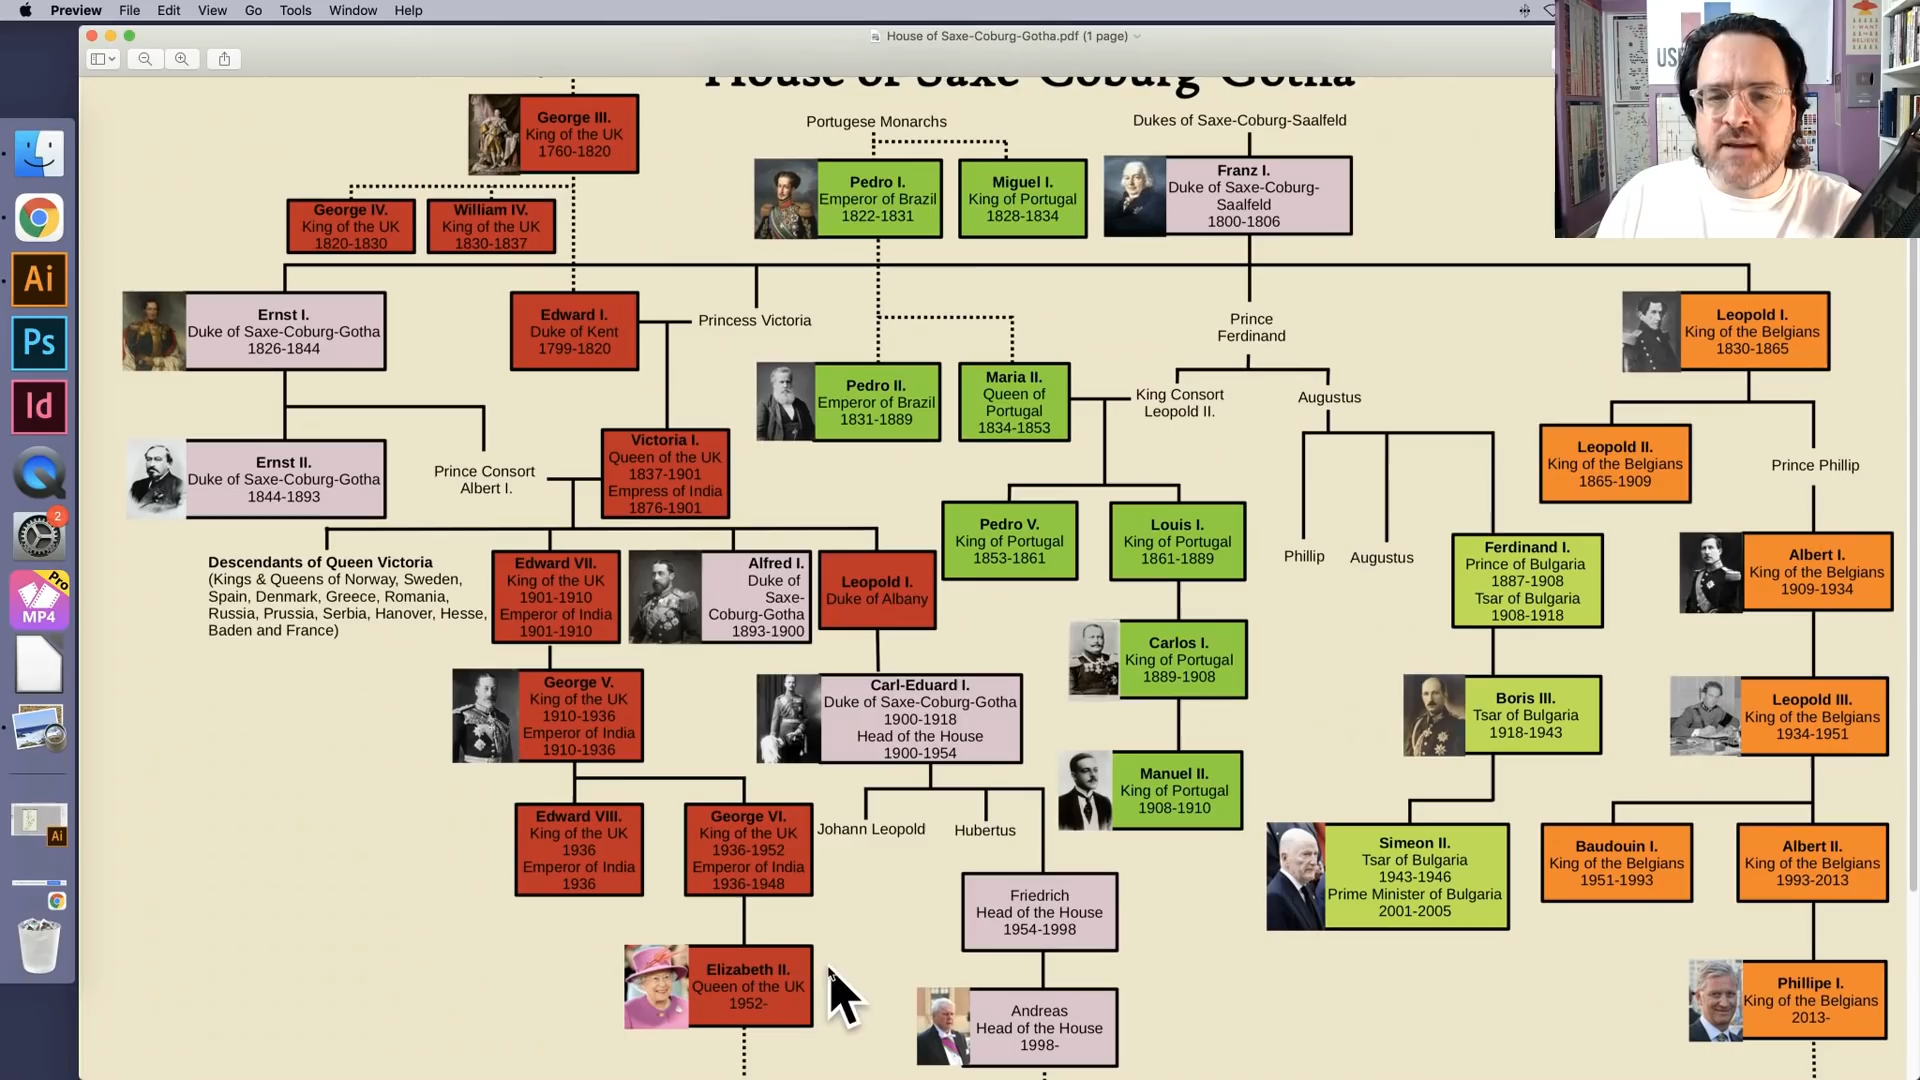 Preview File Edit View Go Tools Window Help
House of Saxe-Coburg-Gotha.pdf (1 page)
House of Saxe-Coburg-Gotha
George III.
King of the UK
1760-1820
Portugese Monarchs
Dukes of Saxe-Coburg-Saalfeld
George IV.
King of the UK
1820-1830
William IV.
King of the UK
1830-1837
Pedro I.
Emperor of Brazil
1822-1831
Miguel I.
King of Portugal
1828-1834
Franz I.
Duke of Saxe-Coburg-
Saalfeld
1800-1806
Ernst I.
Duke of Saxe-Coburg-Gotha
1826-1844
Edward I.
Duke of Kent
1799-1820
Princess Victoria
Prince
Ferdinand
Leopold I.
King of the Belgians
1830-1865
Pedro II.
Emperor of Brazil
1831-1889
Maria II.
Queen of
Portugal
1834-1853
King Consort
Leopold II.
Augustus
Ernst II.
Duke of Saxe-Coburg-Gotha
1844-1893
Prince Consort
Albert I.
Victoria I.
Queen of the UK
1837-1901
Empress of India
1876-1901
Leopold II.
King of the Belgians
1865-1909
Prince Phillip
Descendants of Queen Victoria
(Kings & Queens of Norway, Sweden,
Spain, Denmark, Greece, Romania,
Russia, Prussia, Serbia, Hanover, Hesse,
Baden and France)
Edward VII.
King of the UK
1901-1910
Emperor of India
1901-1910
Alfred I.
Duke of
Saxe-
Coburg-Gotha
1893-1900
Leopold I.
Duke of Albany
Pedro V.
King of Portugal
1853-1861
Louis I.
King of Portugal
1861-1889
Phillip
Augustus
Ferdinand I.
Prince of Bulgaria
1887-1908
Tsar of Bulgaria
1908-1918
Albert I.
King of the Belgians
1909-1934
George V.
King of the UK
1910-1936
Emperor of India
1910-1936
Carl-Eduard I.
Duke of Saxe-Coburg-Gotha
1900-1918
Head of the House
1900-1954
Carlos I.
King of Portugal
1889-1908
Boris III.
Tsar of Bulgaria
1918-1943
Leopold III.
King of the Belgians
1934-1951
Edward VIII.
King of the UK
1936
Emperor of India
1936
George VI.
King of the UK
1936-1952
Emperor of India
1936-1948
Johann Leopold
Hubertus
Manuel II.
King of Portugal
1908-1910
Friedrich
Head of the House
1954-1998
Simeon II.
Tsar of Bulgaria
1943-1946
Prime Minister of Bulgaria
2001-2005
Baudouin I.
King of the Belgians
1951-1993
Albert II.
King of the Belgians
1993-2013
Elizabeth II.
Queen of the UK
1952-
Andreas
Head of the House
1998-
Phillipe I.
King of the Belgians
2013-
Ai
Ps
Id
2
Pro
MP4
Ai
I WANT
BELIEVE